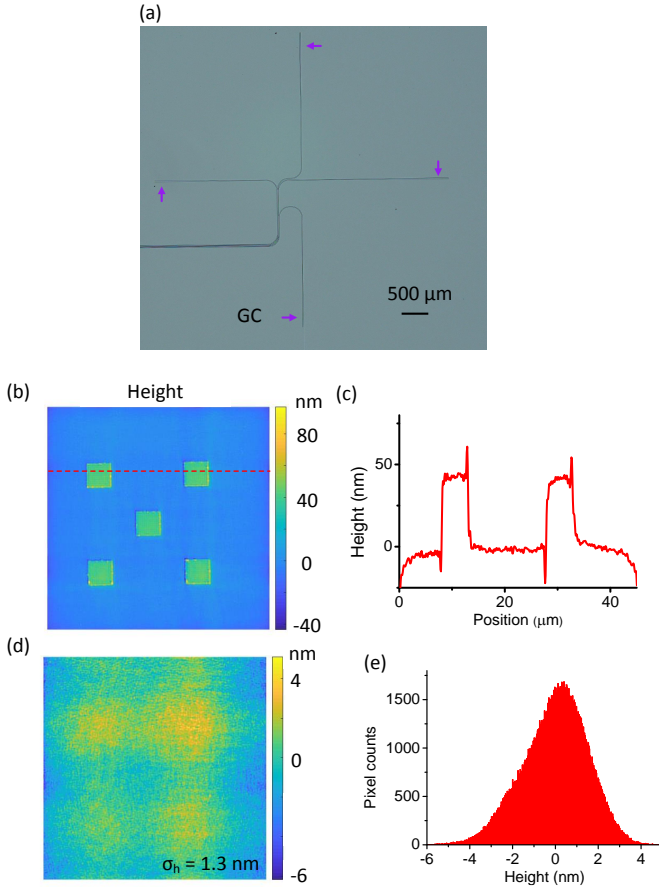 (a)
GC
500 μm
(b)
Height
nm
80
40
0
-40
(c)
Height (nm)
50
0
0
20
40
Position (μm)
(d)
nm
4
0
-6
σh = 1.3 nm
(e)
Pixel counts
1500
1000
500
0
-6
-4
-2
0
2
4
Height (nm)